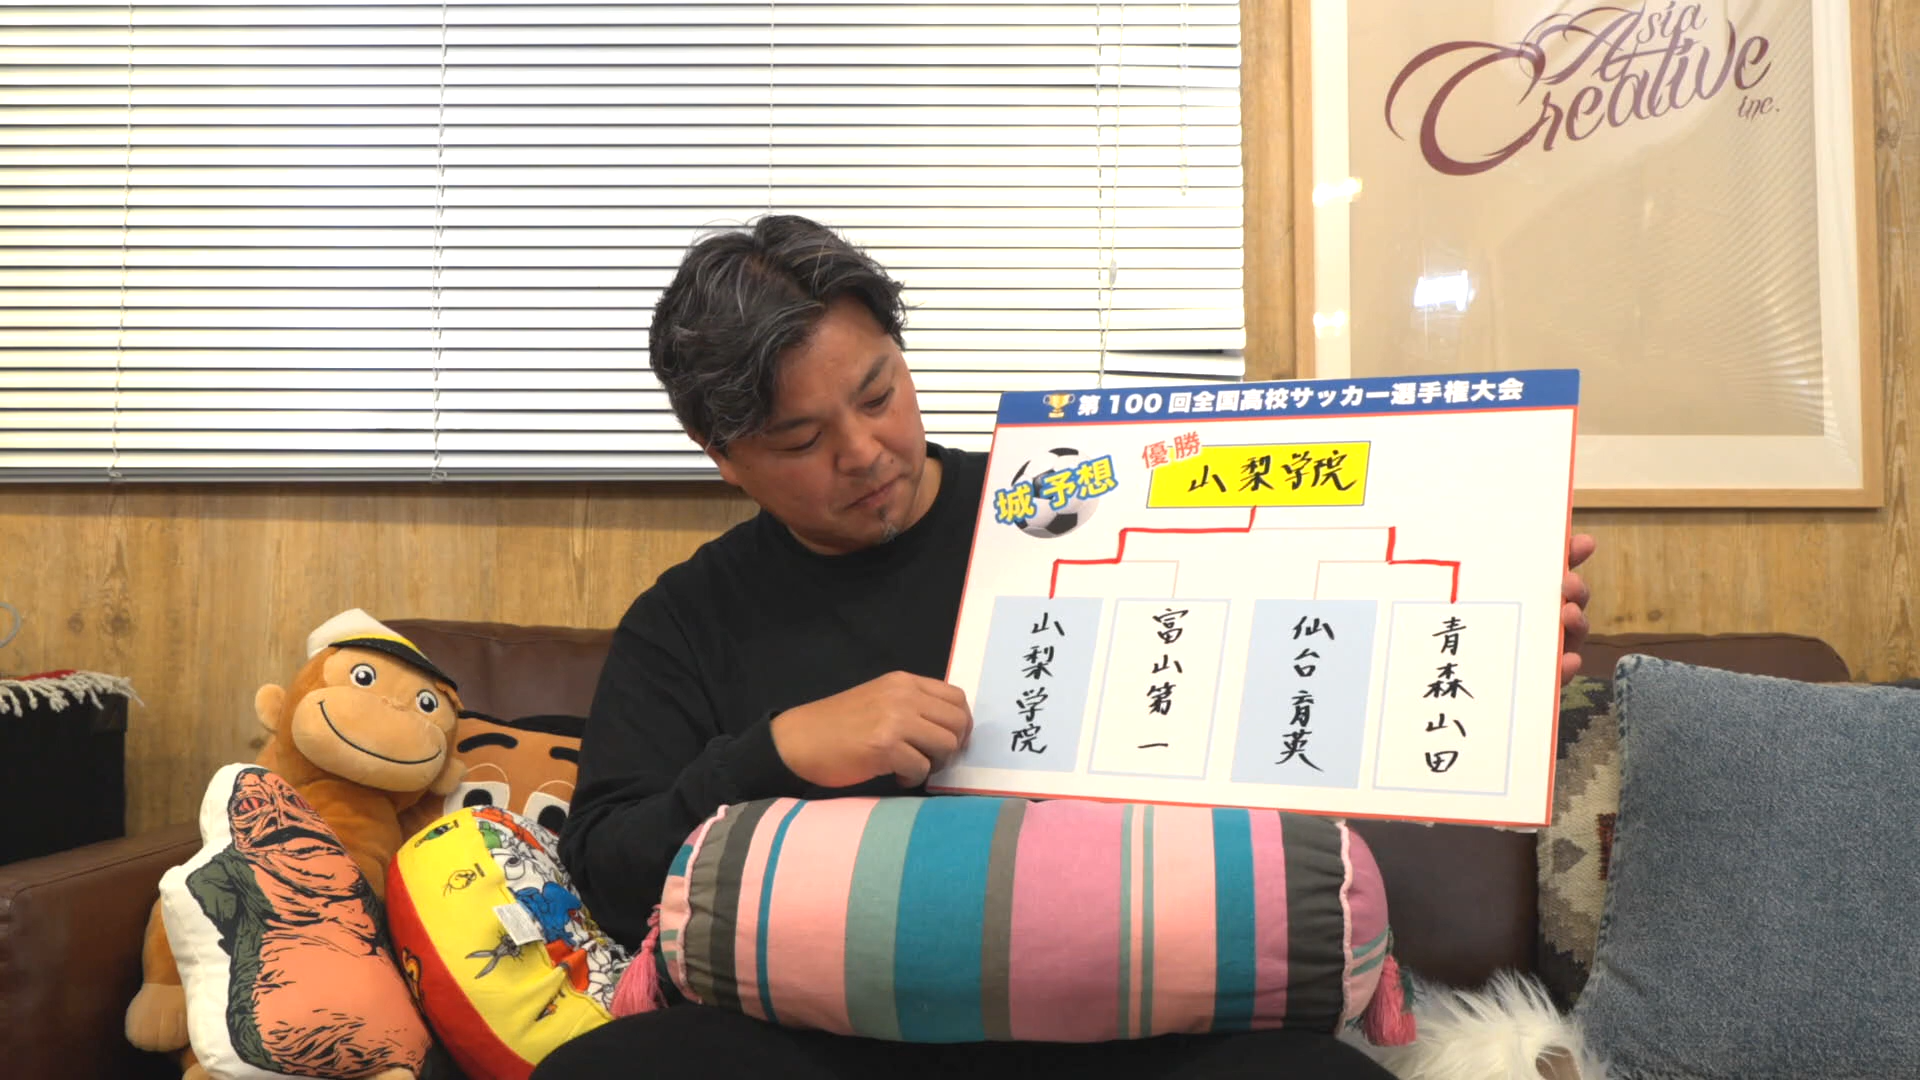 Asia
Creative
inc.
第100回全国高校サッカー選手権大会
城 予想
優勝
山梨学院
山梨学院
富山第一
仙台育英
青森山田